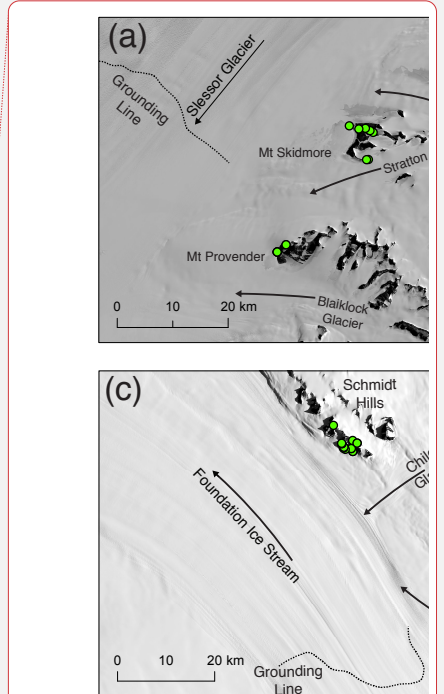 (a)
Slessor Glacier
Grounding
Line
Mt Skidmore
Stratton
Mt Provender
Blaiklock
Glacier
0 10 20 km
(c)
Schmidt
Hills
Foundation Ice Stream
Grounding
Line
0 10 20 km